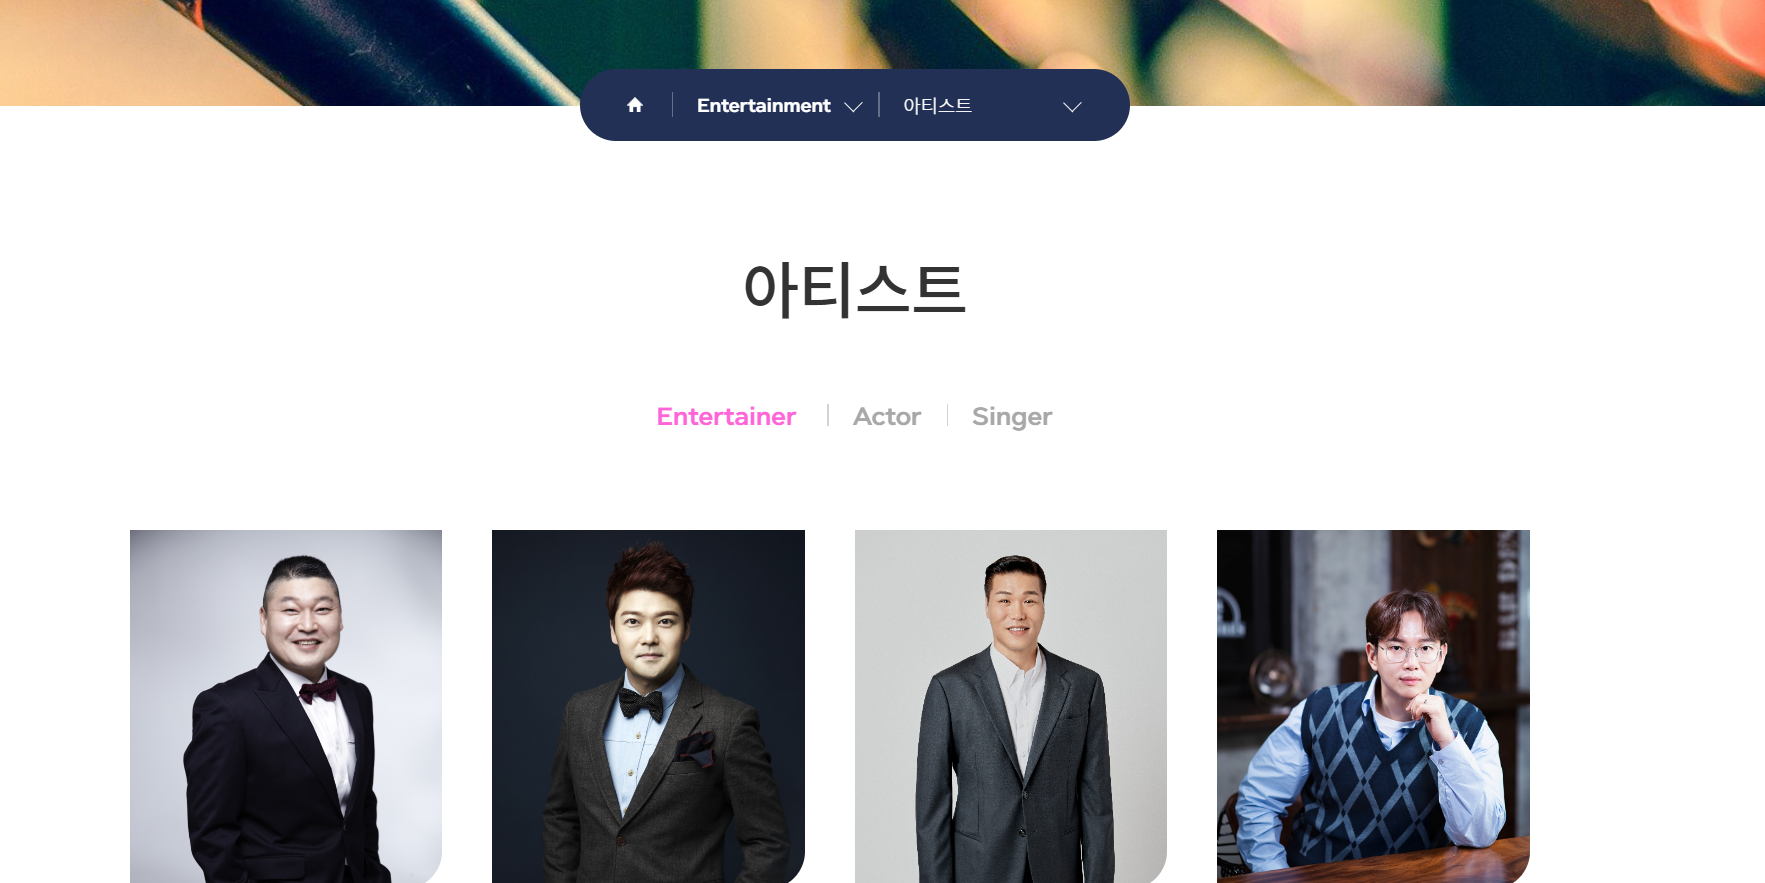 Entertainment
아티스트
아티스트
Entertainer
Actor
Singer